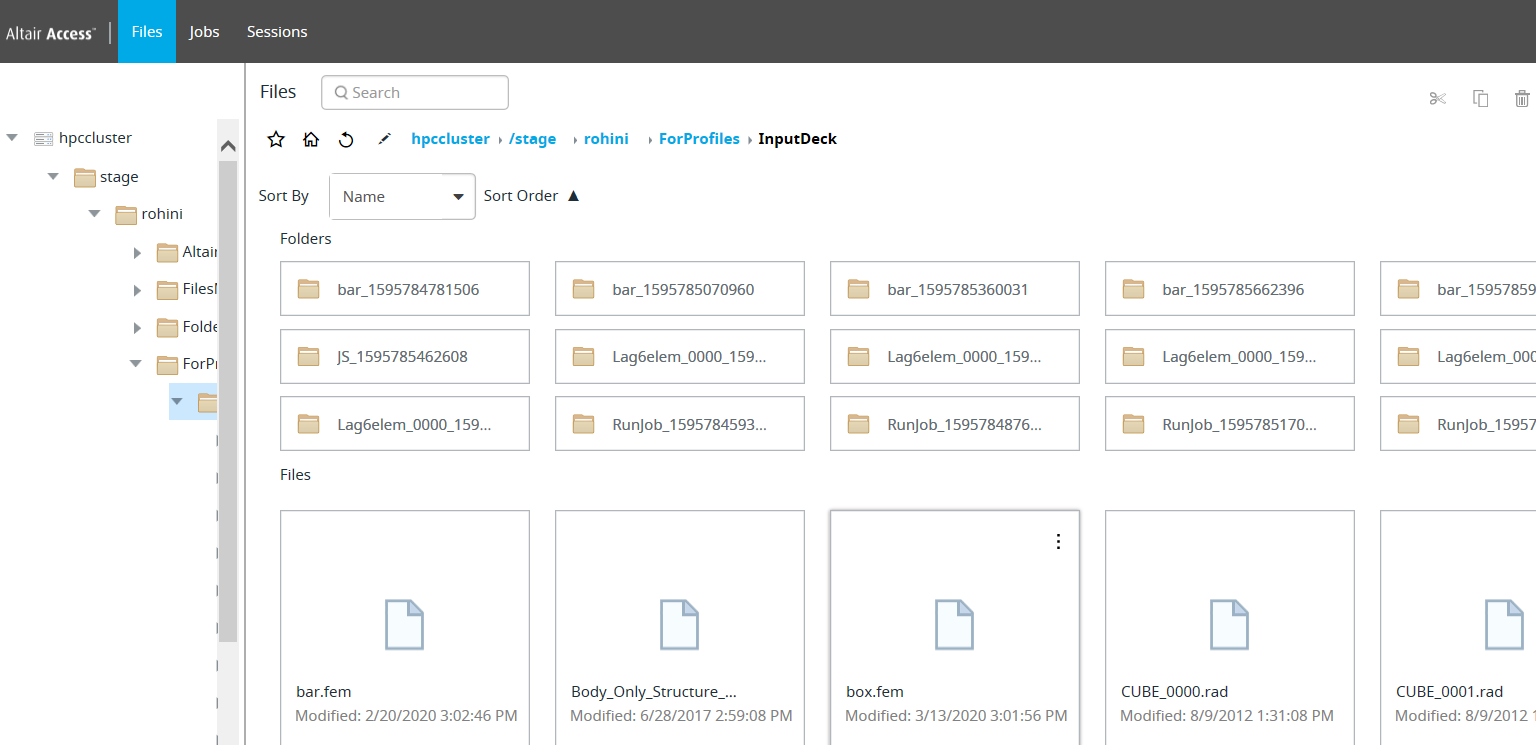 Altair Access™ Files Jobs Sessions
Files Search
hpccluster
hpccluster › /stage › rohini › ForProfiles › InputDeck
stage
Sort By Name Sort Order ▲
rohini
Folders
Altair
FilesN
Folde
ForPr
bar_1595784781506 bar_1595785070960 bar_1595785360031 bar_1595785662396 bar_15957859
JS_1595785462608 Lag6elem_0000_159... Lag6elem_0000_159... Lag6elem_0000_159... Lag6elem_000
Lag6elem_0000_159... RunJob_1595784593... RunJob_1595784876... RunJob_1595785170... RunJob_15957
Files
bar.fem Body_Only_Structure_... box.fem CUBE_0000.rad CUBE_0001.rad
Modified: 2/20/2020 3:02:46 PM Modified: 6/28/2017 2:59:08 PM Modified: 3/13/2020 3:01:56 PM Modified: 8/9/2012 1:31:08 PM Modified: 8/9/2012 1